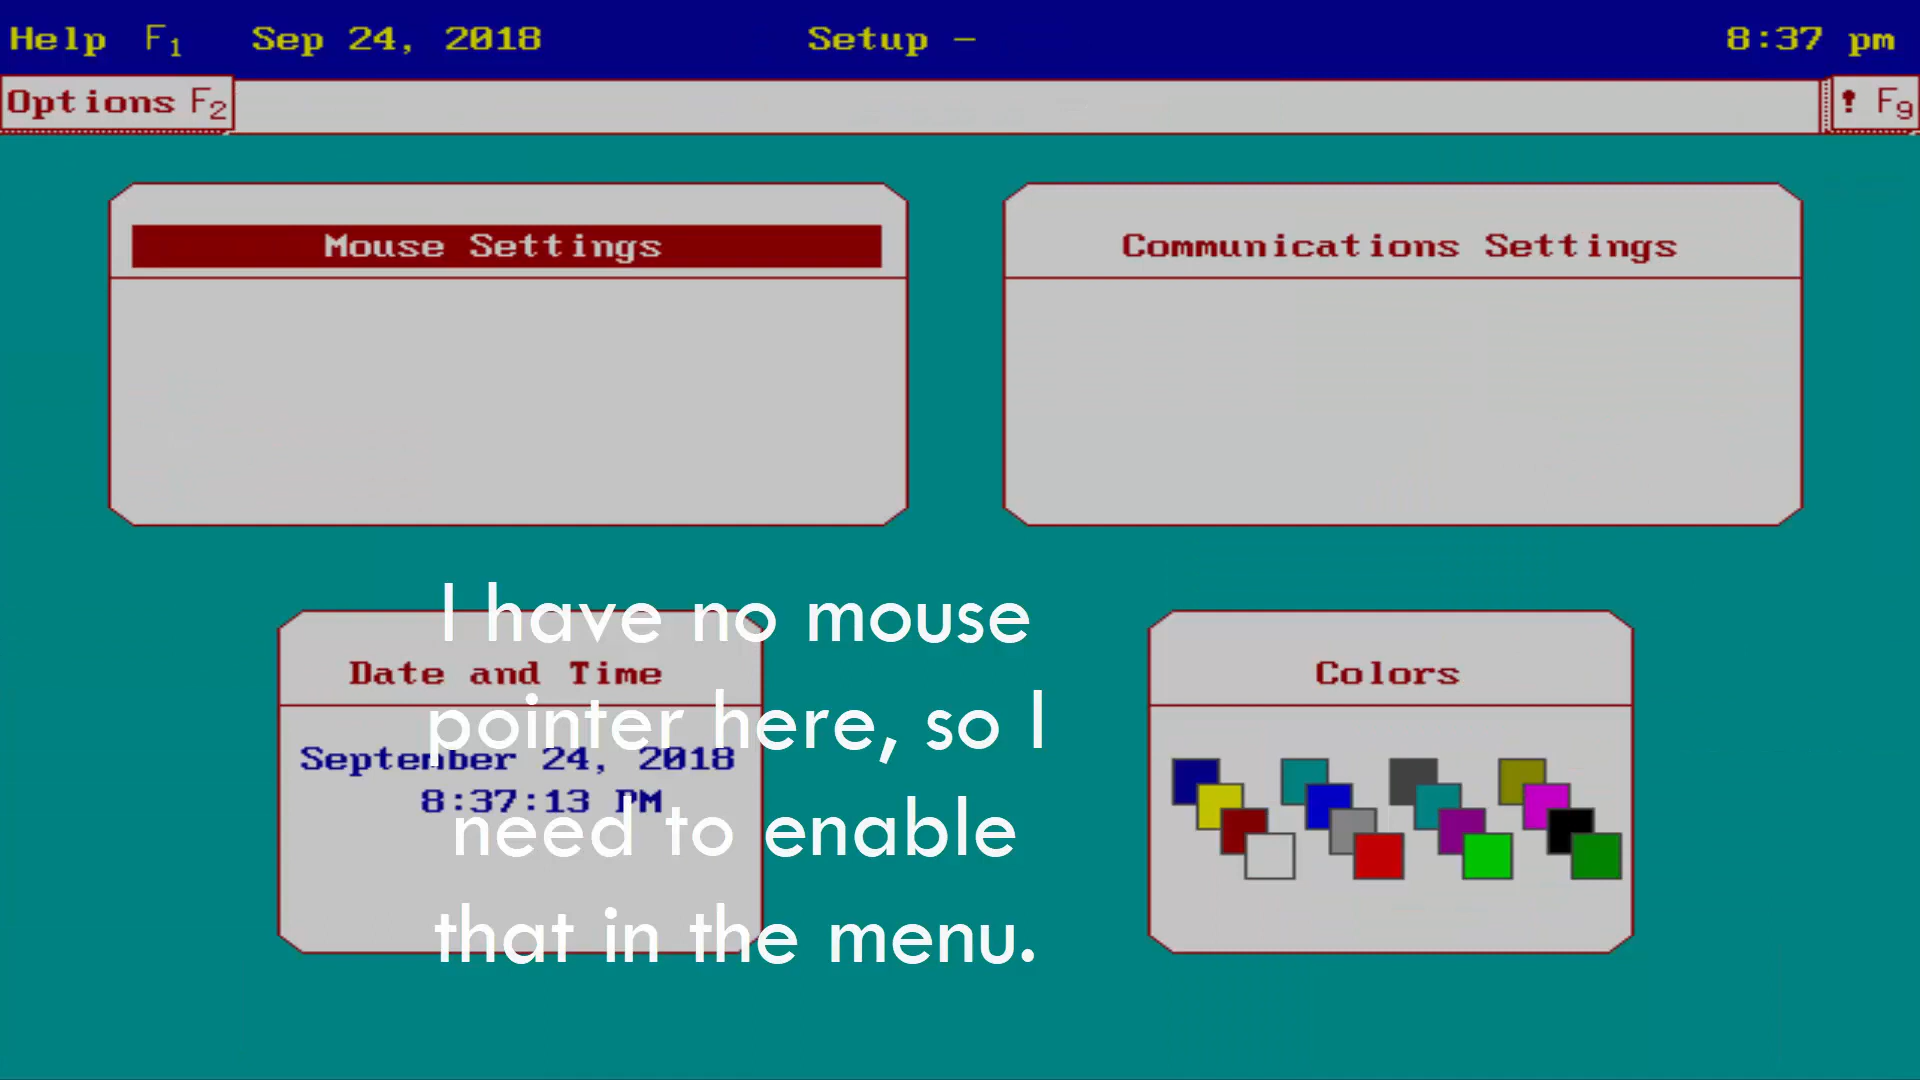 Help F1 Sep 24, 2018 Setup – 8:37 pm
Options F2 ! F9
Mouse Settings
Communications Settings
I have no mouse
pointer here, so I
need to enable
that in the menu.
Date and Time
September 24, 2018
8:37:13 PM
Colors